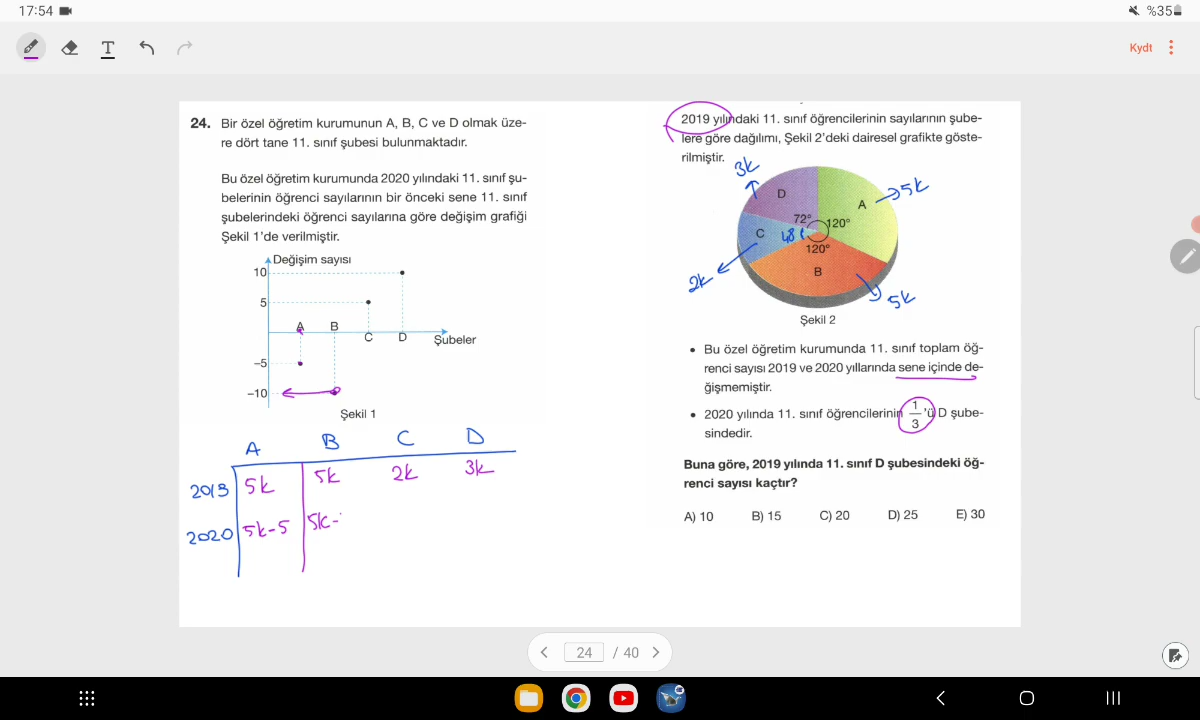 17:54
%35
T
Kydt
24. Bir özel öğretim kurumunun A, B, C ve D olmak üze-
re dört tane 11. sınıf şubesi bulunmaktadır.
Bu özel öğretim kurumunda 2020 yılındaki 11. sınıf şu-
belerinin öğrenci sayılarının bir önceki sene 11. sınıf
şubelerindeki öğrenci sayılarına göre değişim grafiği
Şekil 1'de verilmiştir.
Değişim sayısı
10
5
A B
C D Şubeler
–5
–10
Şekil 1
A B C D
2019 5k 5k 2k 3k
2020 5k-5 5k-
2019 yılındaki 11. sınıf öğrencilerinin sayılarının şube-
lere göre dağılımı, Şekil 2'deki dairesel grafikte göste-
rilmiştir.
3k
D
5k
A
72° 120°
C 48
120°
B
2k
5k
Şekil 2
• Bu özel öğretim kurumunda 11. sınıf toplam öğ-
renci sayısı 2019 ve 2020 yıllarında sene içinde de-
ğişmemiştir.
• 2020 yılında 11. sınıf öğrencilerinin 1/3 'ü D şube-
sindedir.
Buna göre, 2019 yılında 11. sınıf D şubesindeki öğ-
renci sayısı kaçtır?
A) 10 B) 15 C) 20 D) 25 E) 30
24 / 40